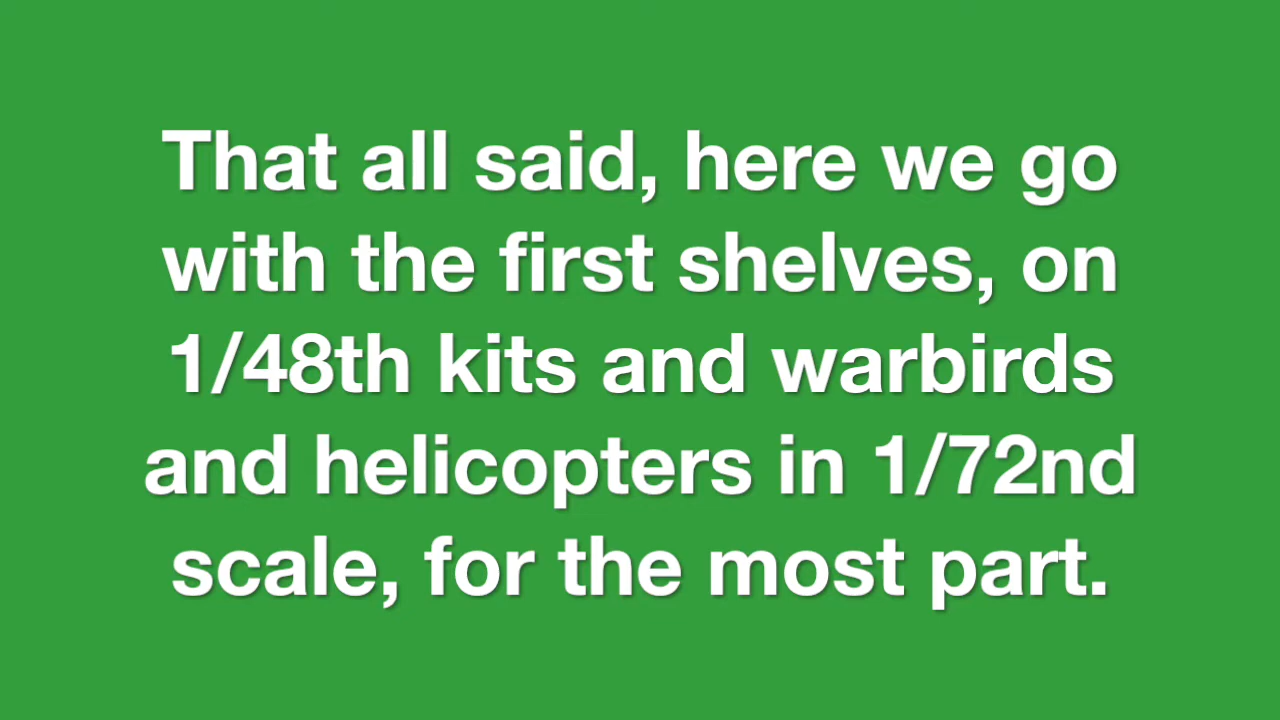 That all said, here we go
with the first shelves, on
1/48th kits and warbirds
and helicopters in 1/72nd
scale, for the most part.